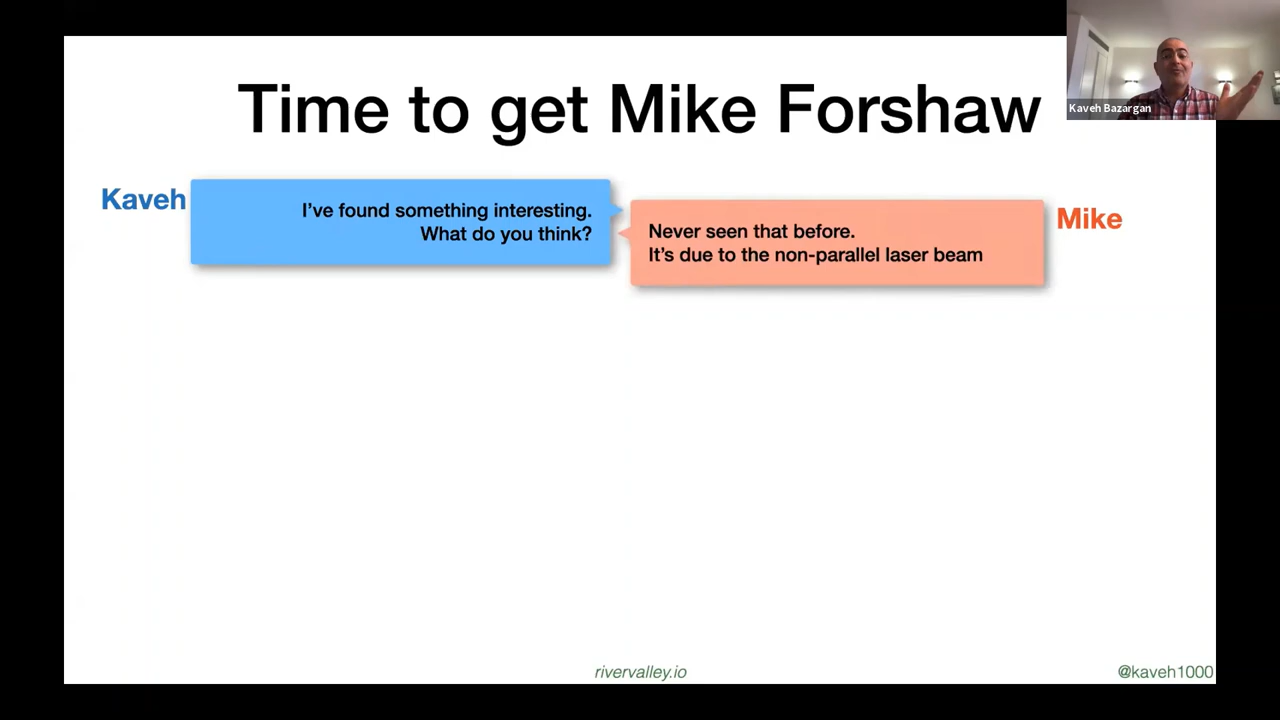 Time to get Mike Forshaw
Kaveh Bazargan
Kaveh
I’ve found something interesting.
What do you think?
Mike
Never seen that before.
It’s due to the non-parallel laser beam
rivervalley.io
@kaveh1000